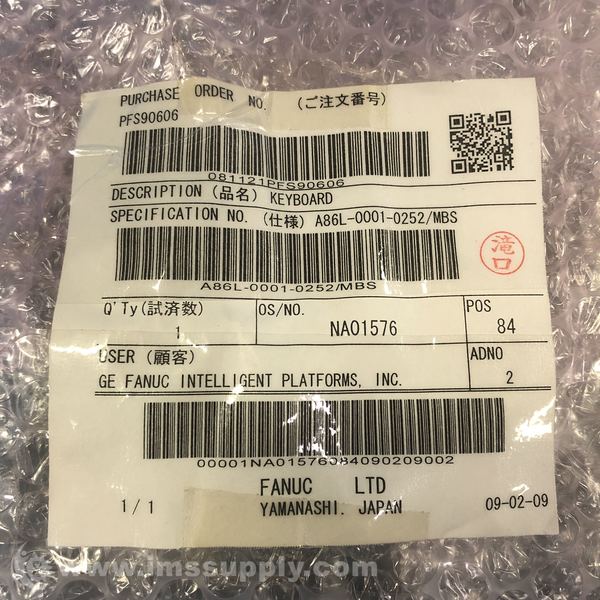 PURCHASE ORDER NO. (ご注文番号)
PFS90606
081121PFS90606
DESCRIPTION (品名) KEYBOARD
SPECIFICATION NO. (仕様) A86L-0001-0252/MBS
A86L-0001-0252/MBS
滝口
Q'Ty(試済数) OS/NO. POS
1 NA01576 84
USER (顧客) ADNO
GE FANUC INTELLIGENT PLATFORMS, INC. 2
00001NA01576084090209002
FANUC LTD
1/1 YAMANASHI. JAPAN 09-02-09
www.imssupply.com